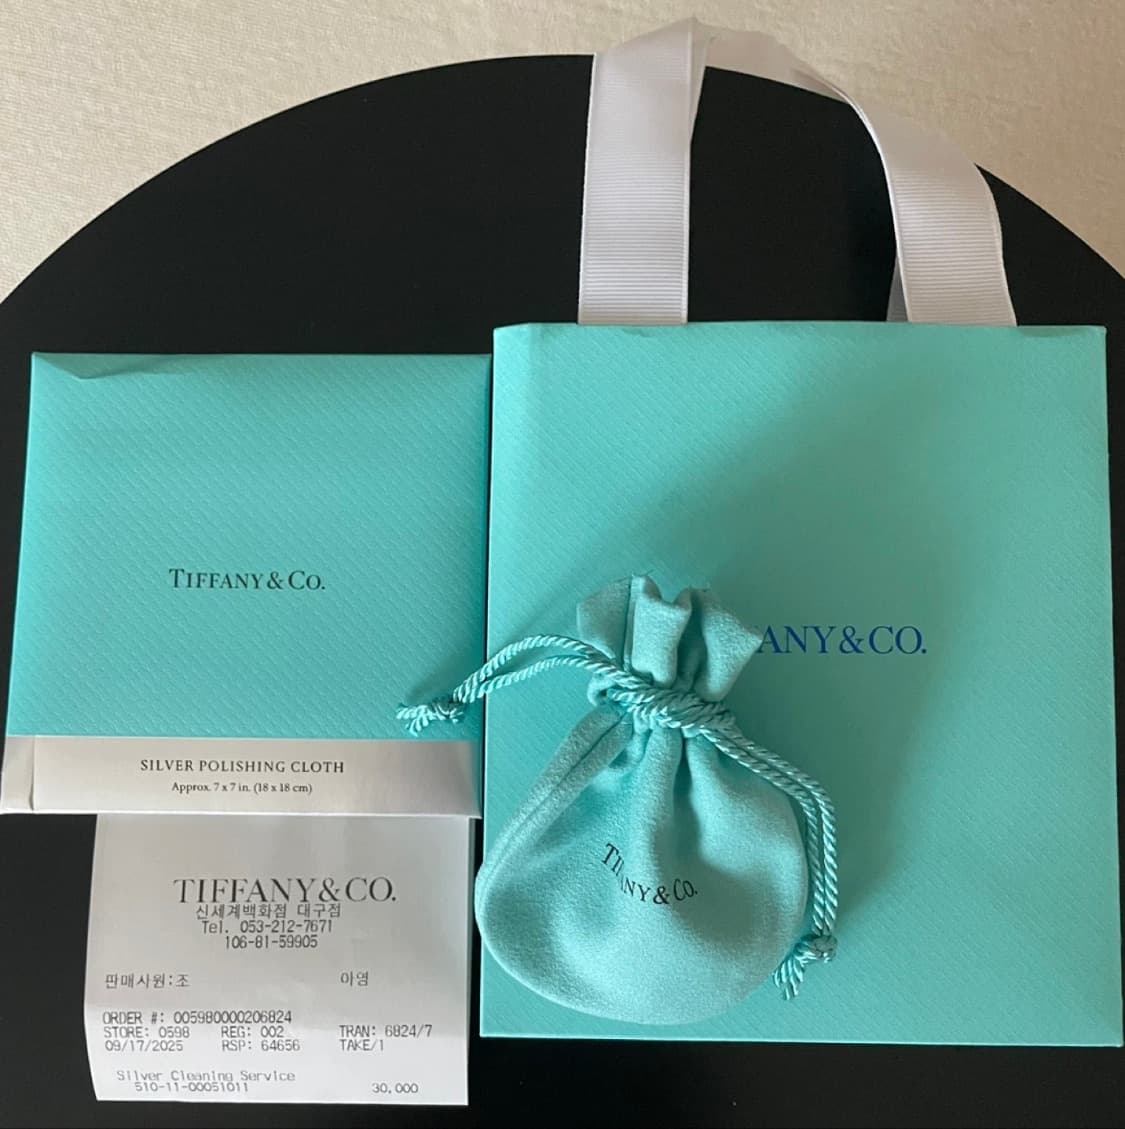 TIFFANY & CO.
SILVER POLISHING CLOTH
Approx. 7 x 7 in. (18 x 18 cm)
ANY & CO.
TIFFANY & CO.
TIFFANY & CO.
신세계백화점 대구점
Tel. 053-212-7671
106-81-59905
판매사원:조 아영
ORDER #: 005980000206824
STORE: 0598 REG: 002 TRAN: 6824/7
09/17/2025 RSP: 64656 TAKE/1
Silver Cleaning Service
510-11-00051011 30,000